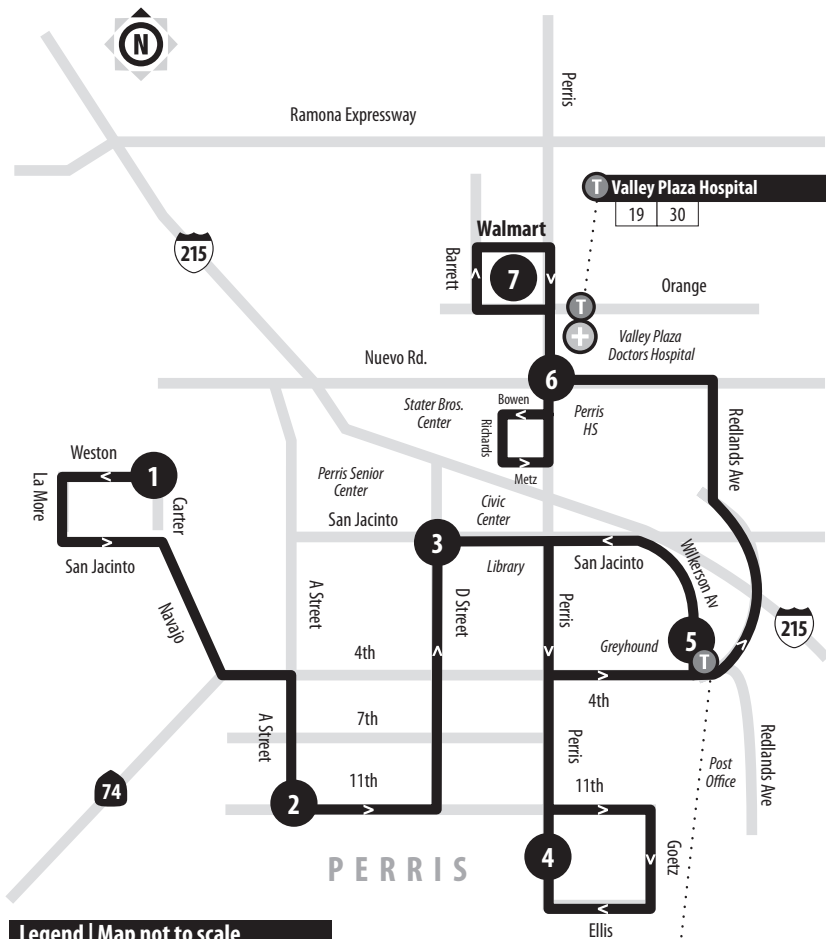 N
Perris
Ramona Expressway
T Valley Plaza Hospital
19 30
215
Walmart
Barrett
7
Orange
T
Valley Plaza
Doctors Hospital
Nuevo Rd.
6
Stater Bros.
Center
Bowen
Richards
Metz
Perris
HS
Redlands Ave
Weston
1
La More
Carter
San Jacinto
Navajo
Perris Senior
Center
San Jacinto
Civic
Center
3
Library
San Jacinto
Wilkerson Av
A Street
D Street
Perris
Greyhound
5
T
215
4th
4th
7th
A Street
Perris
Post
Office
Redlands Ave
74
2
11th
11th
4
Goetz
PERRIS
Ellis
Legend | Map not to scale